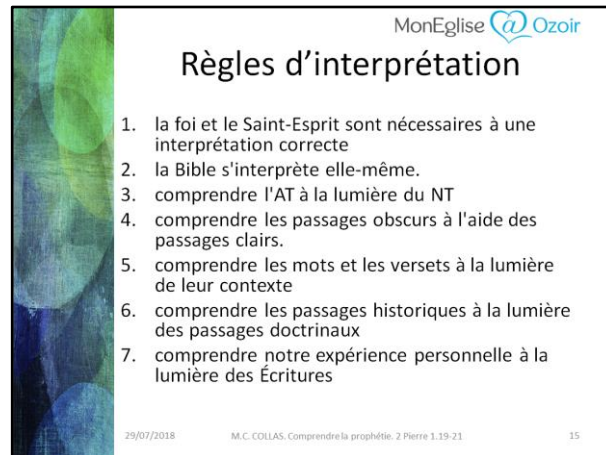 MonEglise @ Ozoir
Règles d’interprétation
1. la foi et le Saint-Esprit sont nécessaires à une
interprétation correcte
2. la Bible s'interprète elle-même.
3. comprendre l'AT à la lumière du NT
4. comprendre les passages obscurs à l'aide des
passages clairs.
5. comprendre les mots et les versets à la lumière
de leur contexte
6. comprendre les passages historiques à la lumière
des passages doctrinaux
7. comprendre notre expérience personnelle à la
lumière des Écritures
29/07/2018 M.C. COLLAS. Comprendre la prophétie. 2 Pierre 1.19-21 15